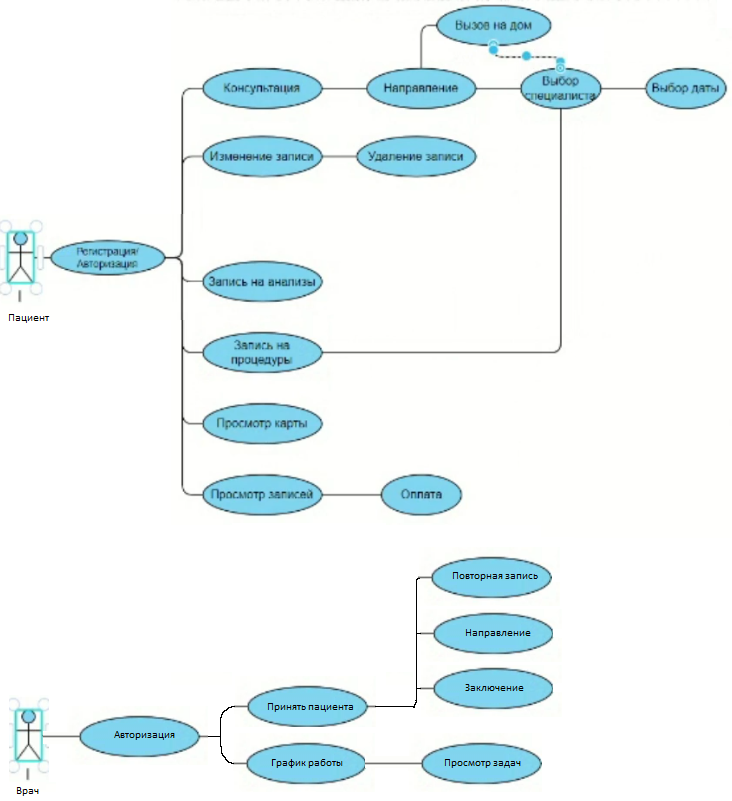 Вызов на дом
Консультация
Направление
Выбор
специалиста
Выбор даты
Изменение записи
Удаление записи
Регистрация/
Авторизация
Пациент
Запись на анализы
Запись на
процедуры
Просмотр карты
Просмотр записей
Оплата
Повторная запись
Направление
Заключение
Принять пациента
Авторизация
График работы
Просмотр задач
Врач